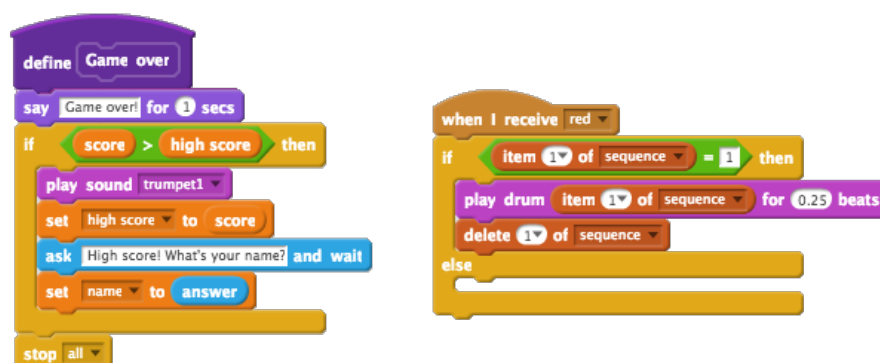 define Game over
say Game over! for 1 secs
if score > high score then
play sound trumpet1
set high score to score
ask High score! What's your name? and wait
set name to answer
stop all
when I receive red
if item 1 of sequence = 1 then
play drum item 1 of sequence for 0.25 beats
delete 1 of sequence
else